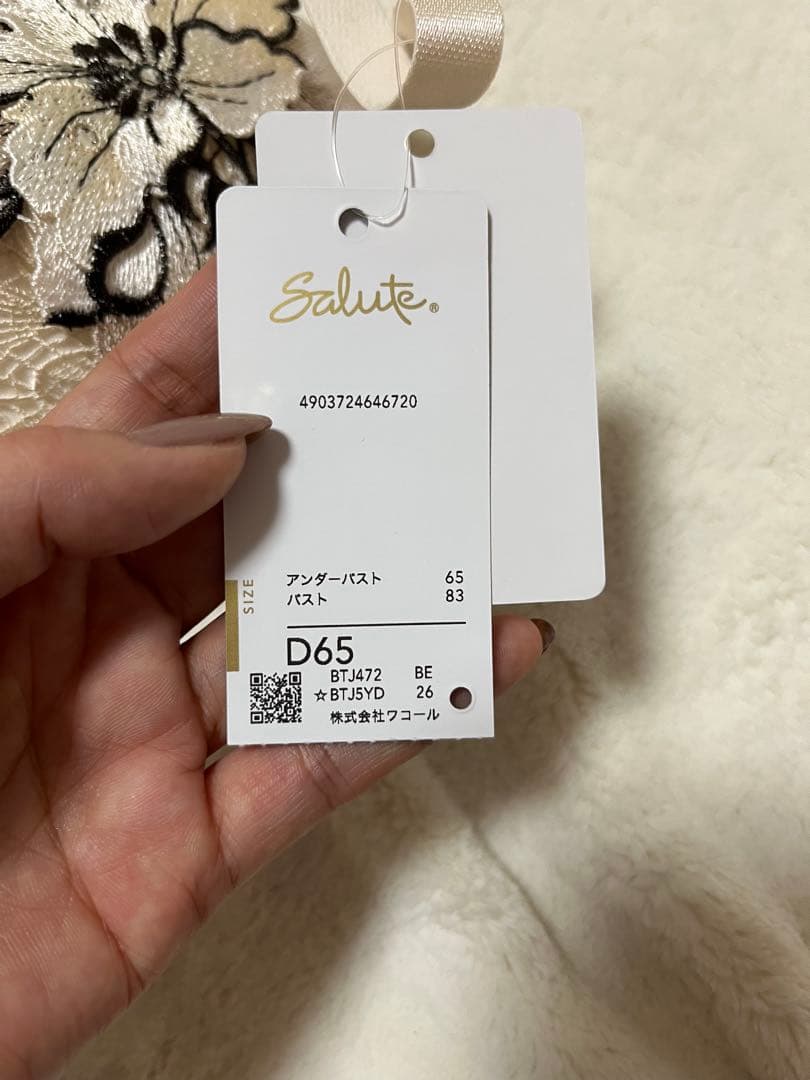 Salute®
4903724646720
SIZE
アンダーバスト 65
バスト 83
D65
BTJ472 BE
☆BTJ5YD 26
株式会社ワコール